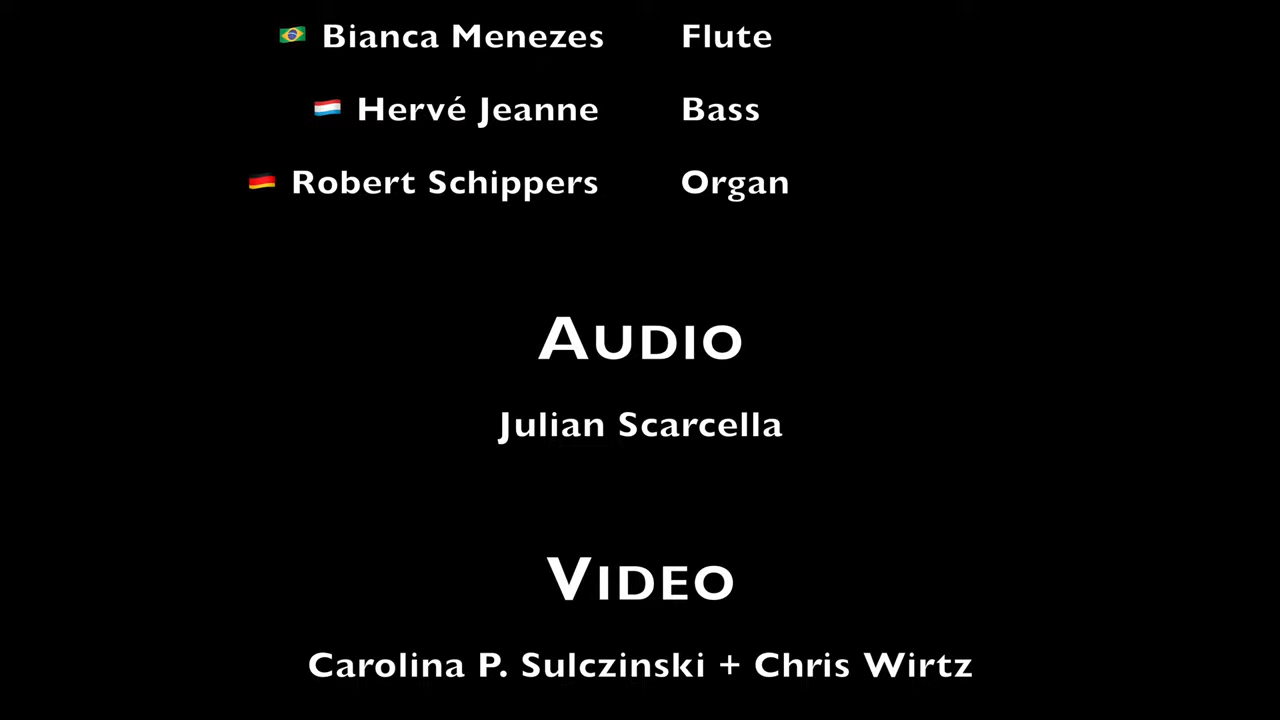 🇧🇷 Bianca Menezes Flute
🇱🇺 Hervé Jeanne Bass
🇩🇪 Robert Schippers Organ
AUDIO
Julian Scarcella
VIDEO
Carolina P. Sulczinski + Chris Wirtz